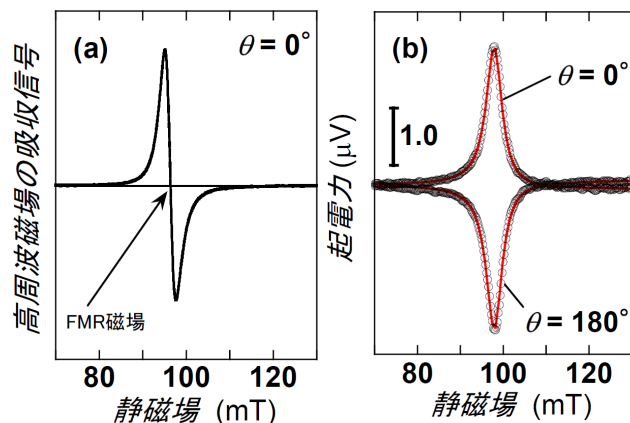 (a)
θ = 0°
高周波磁場の吸収信号
FMR磁場
80
100
120
静磁場 (mT)
(b)
θ = 0°
1.0
起電力 (μV)
θ = 180°
80
100
120
静磁場 (mT)